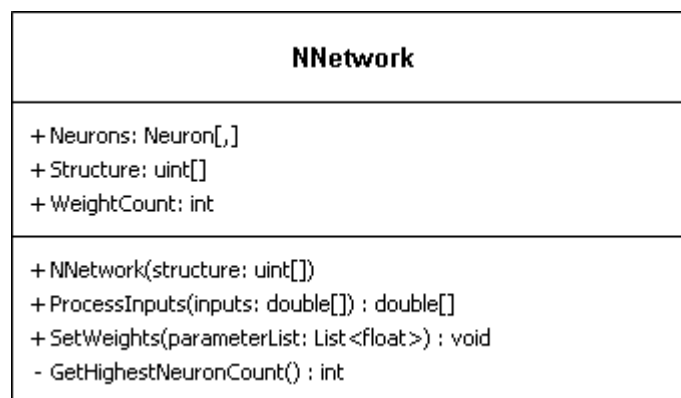 NNetwork
+ Neurons: Neuron[,]
+ Structure: uint[]
+ WeightCount: int
+ NNetwork(structure: uint[])
+ ProcessInputs(inputs: double[]) : double[]
+ SetWeights(parameterList: List<float>) : void
- GetHighestNeuronCount() : int